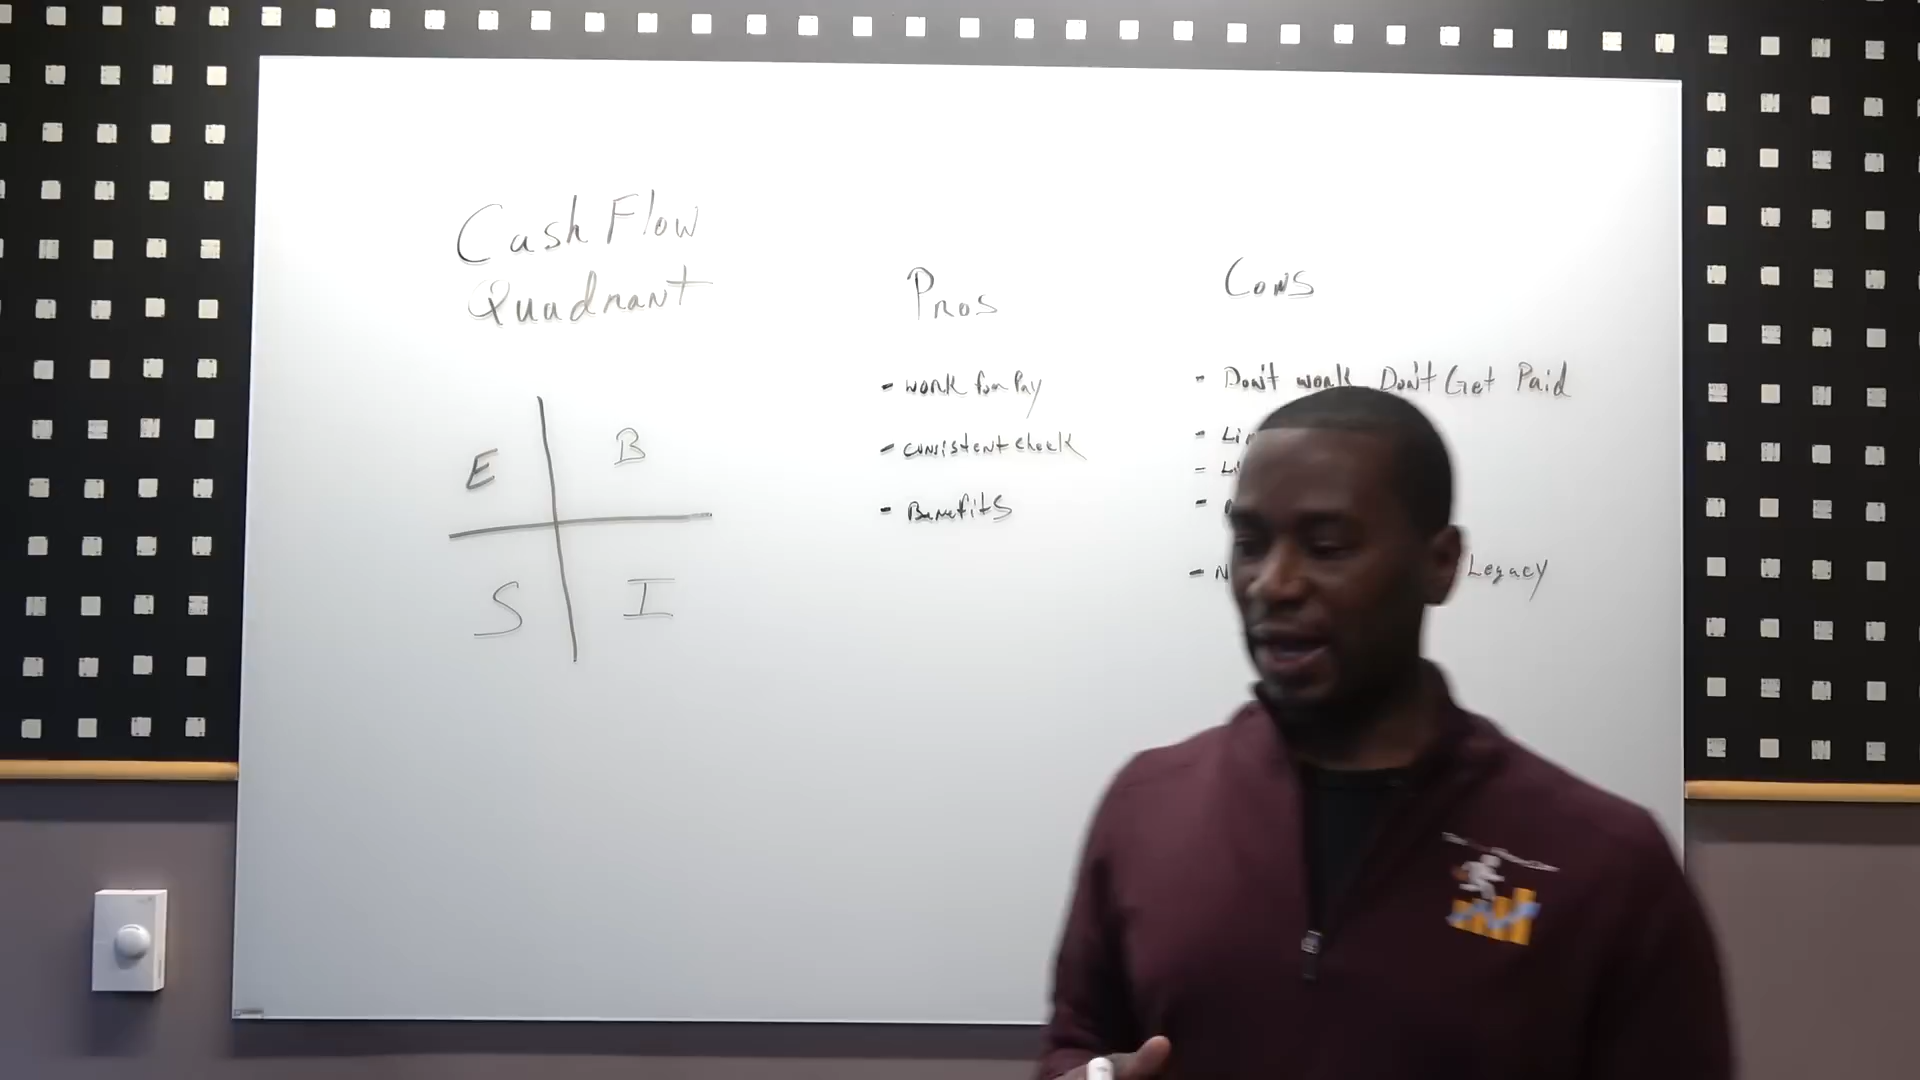 Cash Flow
Quadrant
E
B
S
I
Pros
- work for Pay
- consistent check
- Benefits
Cons
- Don't work Don't Get Paid
Legacy